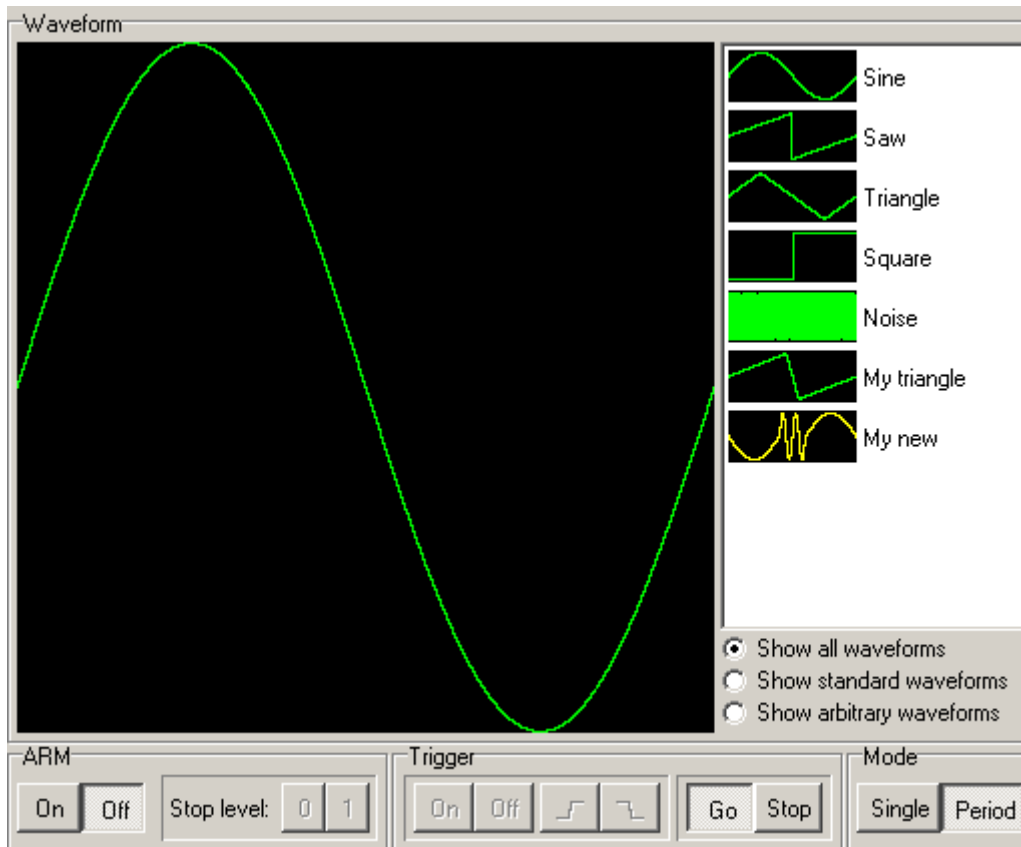 Waveform
Sine
Saw
Triangle
Square
Noise
My triangle
My new
Show all waveforms
Show standard waveforms
Show arbitrary waveforms
ARM
On Off Stop level: 0 1
Trigger
On Off Go Stop
Mode
Single Period